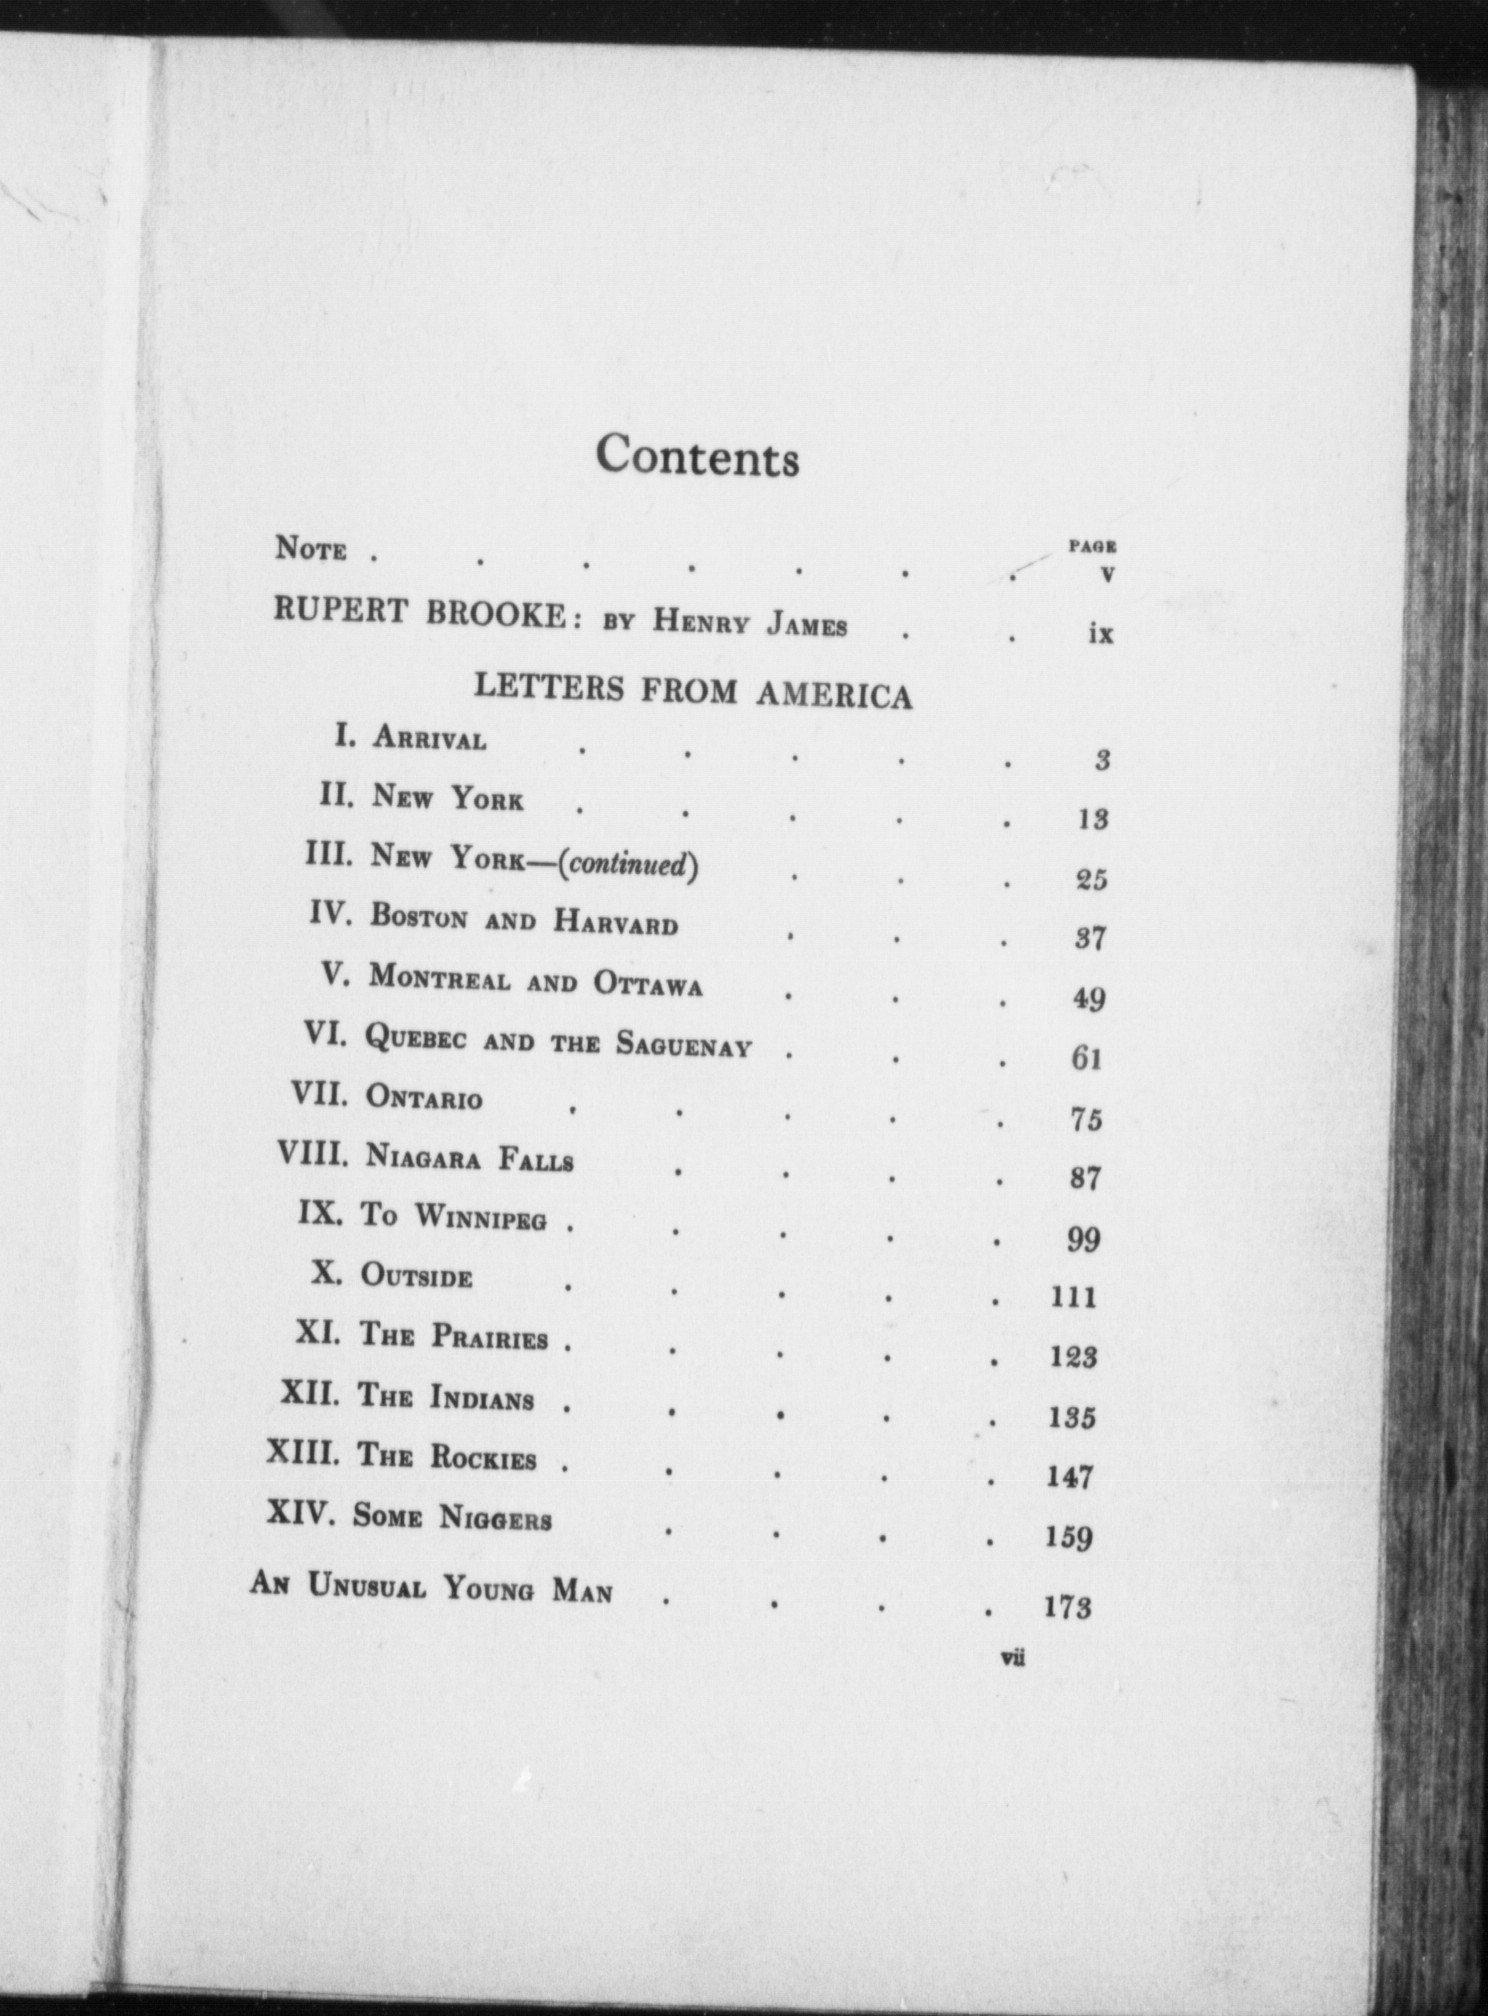 Contents
PAGE
NOTE . . . . . . . v
RUPERT BROOKE: BY HENRY JAMES . . ix
LETTERS FROM AMERICA
I. ARRIVAL . . . . . 3
II. NEW YORK . . . . . 13
III. NEW YORK—(continued) . . . 25
IV. BOSTON AND HARVARD . . . 37
V. MONTREAL AND OTTAWA . . . 49
VI. QUEBEC AND THE SAGUENAY . . . 61
VII. ONTARIO . . . . . 75
VIII. NIAGARA FALLS . . . . 87
IX. TO WINNIPEG . . . . . 99
X. OUTSIDE . . . . . 111
XI. THE PRAIRIES . . . . . 123
XII. THE INDIANS . . . . . 135
XIII. THE ROCKIES . . . . . 147
XIV. SOME NIGGERS . . . . 159
AN UNUSUAL YOUNG MAN . . . . 173
vii